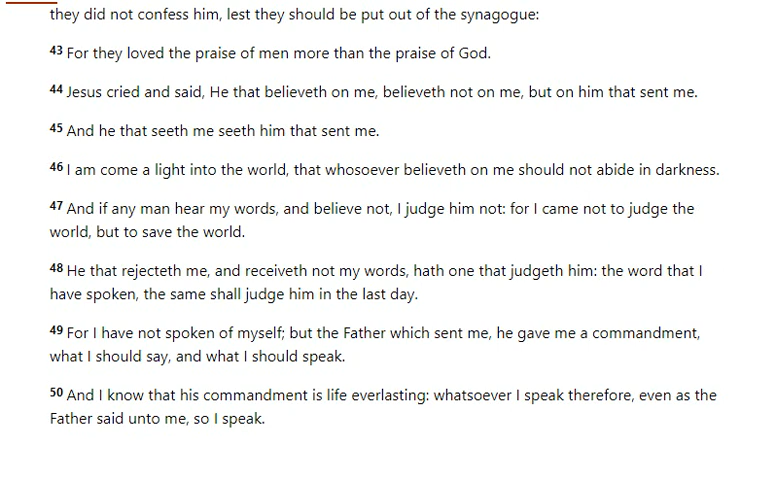 they did not confess him, lest they should be put out of the synagogue:
43 For they loved the praise of men more than the praise of God.
44 Jesus cried and said, He that believeth on me, believeth not on me, but on him that sent me.
45 And he that seeth me seeth him that sent me.
46 I am come a light into the world, that whosoever believeth on me should not abide in darkness.
47 And if any man hear my words, and believe not, I judge him not: for I came not to judge the
world, but to save the world.
48 He that rejecteth me, and receiveth not my words, hath one that judgeth him: the word that I
have spoken, the same shall judge him in the last day.
49 For I have not spoken of myself; but the Father which sent me, he gave me a commandment,
what I should say, and what I should speak.
50 And I know that his commandment is life everlasting: whatsoever I speak therefore, even as the
Father said unto me, so I speak.